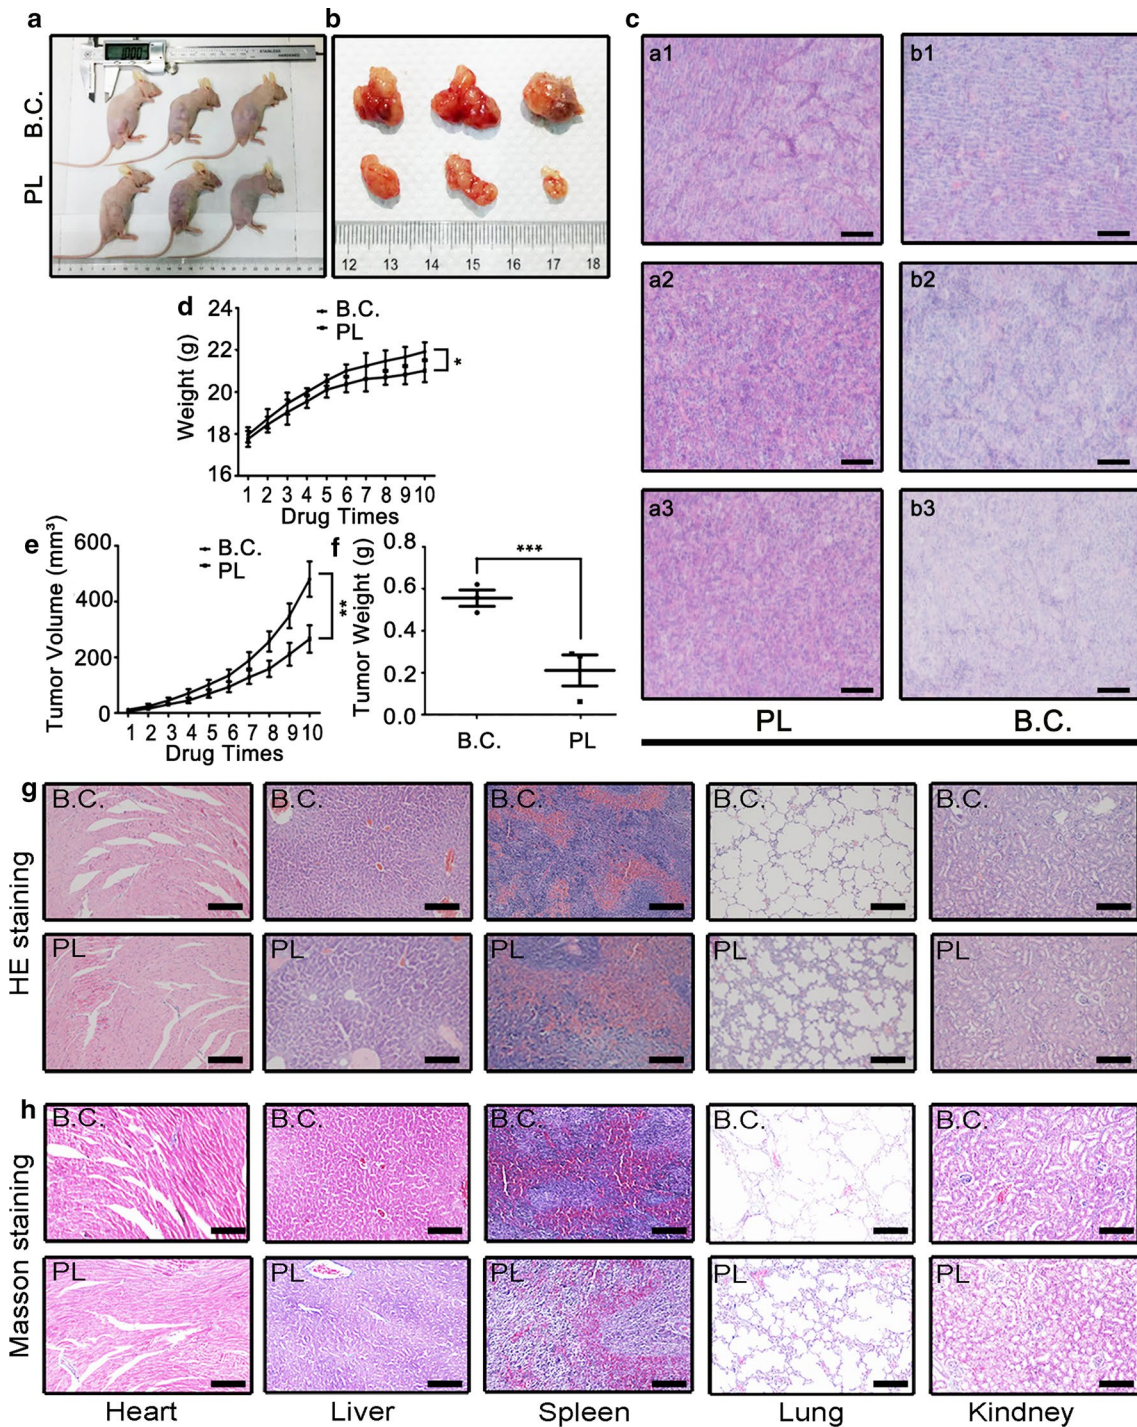 a
b
c
B.C.
PL
1000
STAINLESS
HARDENED
12 13 14 15 16 17 18
a1
b1
a2
b2
a3
b3
PL
B.C.
d
B.C.
PL
Weight (g)
24
22
20
18
16
*
1 2 3 4 5 6 7 8 9 10
Drug Times
e
B.C.
PL
Tumor Volume (mm³)
600
400
200
0
**
1 2 3 4 5 6 7 8 9 10
Drug Times
f
Tumor Weight (g)
0.8
0.6
0.4
0.2
0.0
***
B.C. PL
g
HE staining
B.C. B.C. B.C. B.C. B.C.
PL PL PL PL PL
h
Masson staining
B.C. B.C. B.C. B.C. B.C.
PL PL PL PL PL
Heart Liver Spleen Lung Kindney